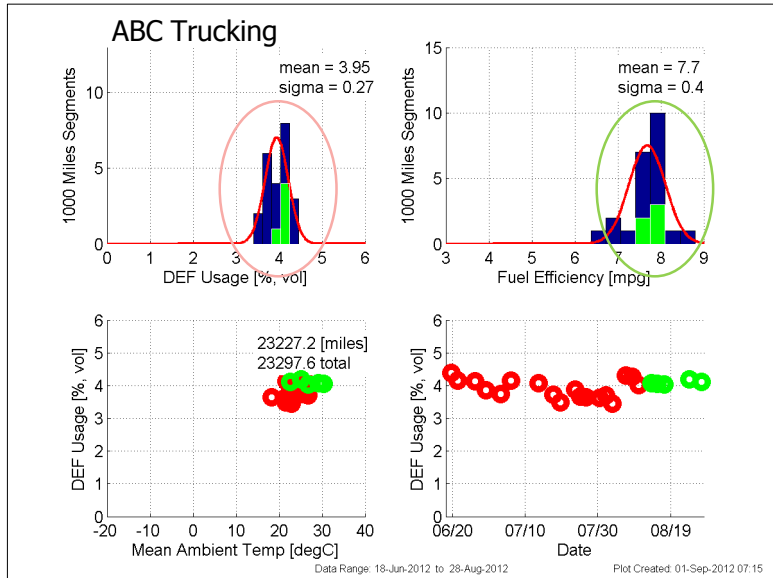 ABC Trucking
mean = 3.95
sigma = 0.27
1000 Miles Segments
10
5
0
0 1 2 3 4 5 6
DEF Usage [%, vol]
mean = 7.7
sigma = 0.4
1000 Miles Segments
15
10
5
0
3 4 5 6 7 8 9
Fuel Efficiency [mpg]
23227.2 [miles]
23297.6 total
DEF Usage [%, vol]
6
5
4
3
2
1
0
-20 -10 0 10 20 30 40
Mean Ambient Temp [degC]
DEF Usage [%, vol]
6
5
4
3
2
1
0
06/20 07/10 07/30 08/19
Date
Data Range: 18-Jun-2012 to 28-Aug-2012
Plot Created: 01-Sep-2012 07:15